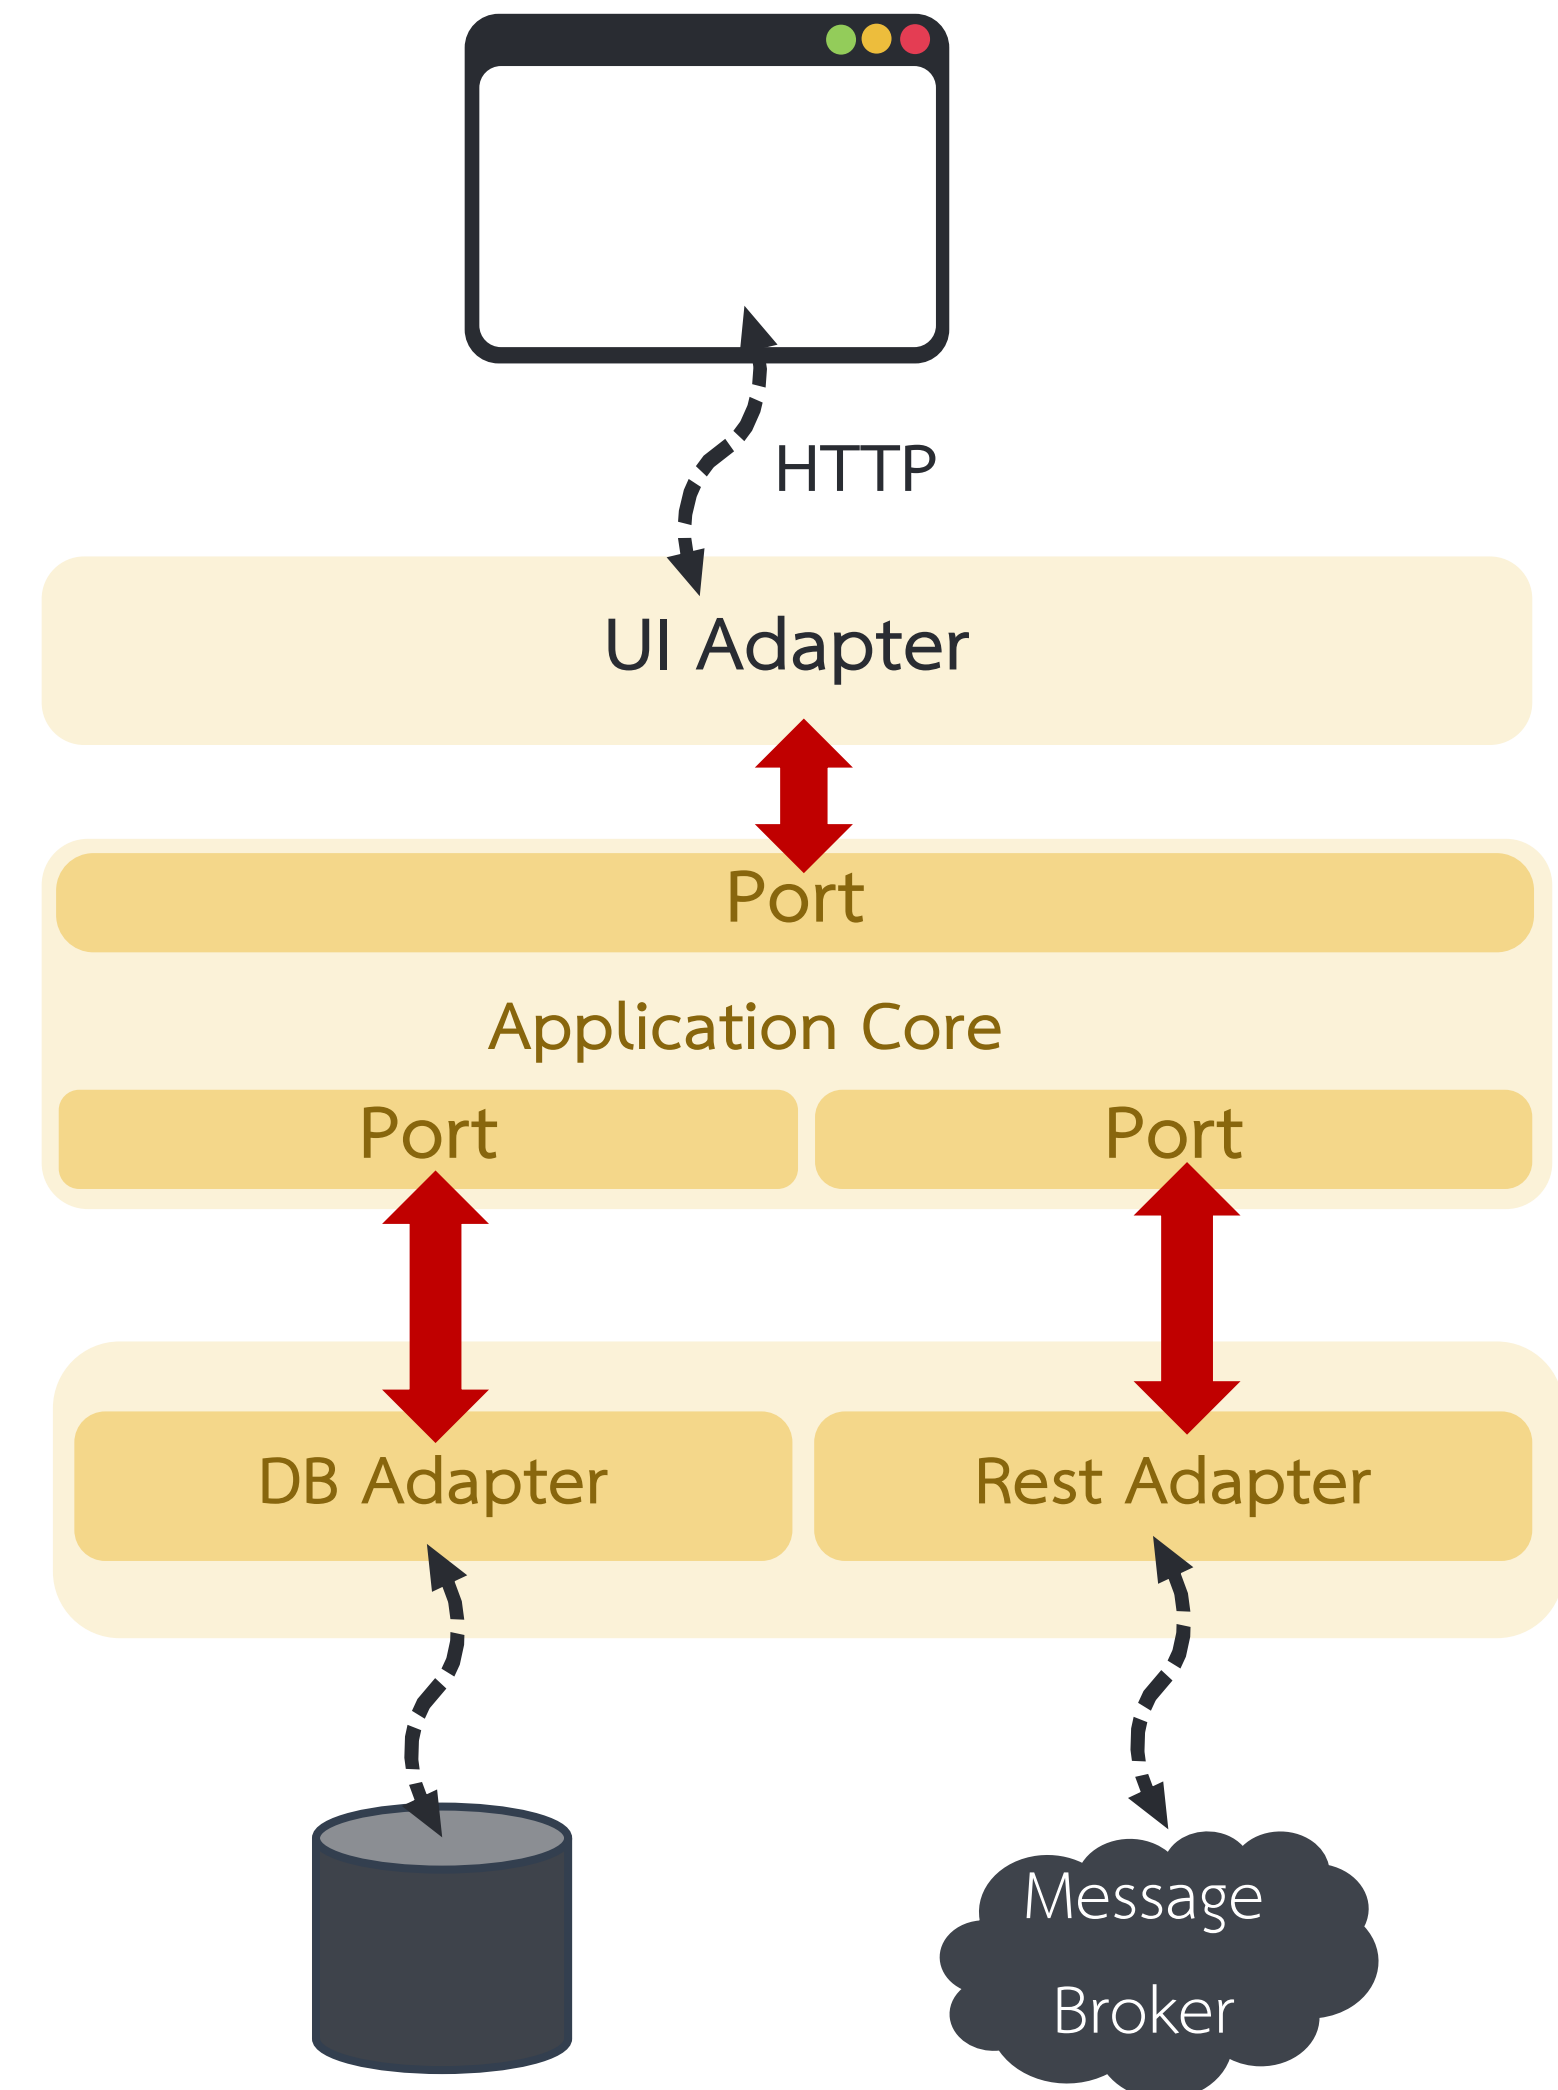 HTTP
UI Adapter
Port
Application Core
Port
Port
DB Adapter
Rest Adapter
Message
Broker